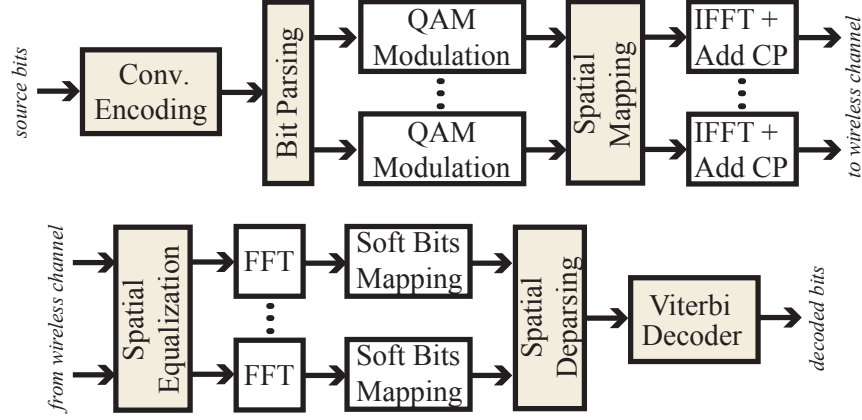 source bits
Conv.
Encoding
Bit Parsing
QAM
Modulation
QAM
Modulation
Spatial
Mapping
IFFT +
Add CP
IFFT +
Add CP
to wireless channel
from wireless channel
Spatial
Equalization
FFT
FFT
Soft Bits
Mapping
Soft Bits
Mapping
Spatial
Deparsing
Viterbi
Decoder
decoded bits